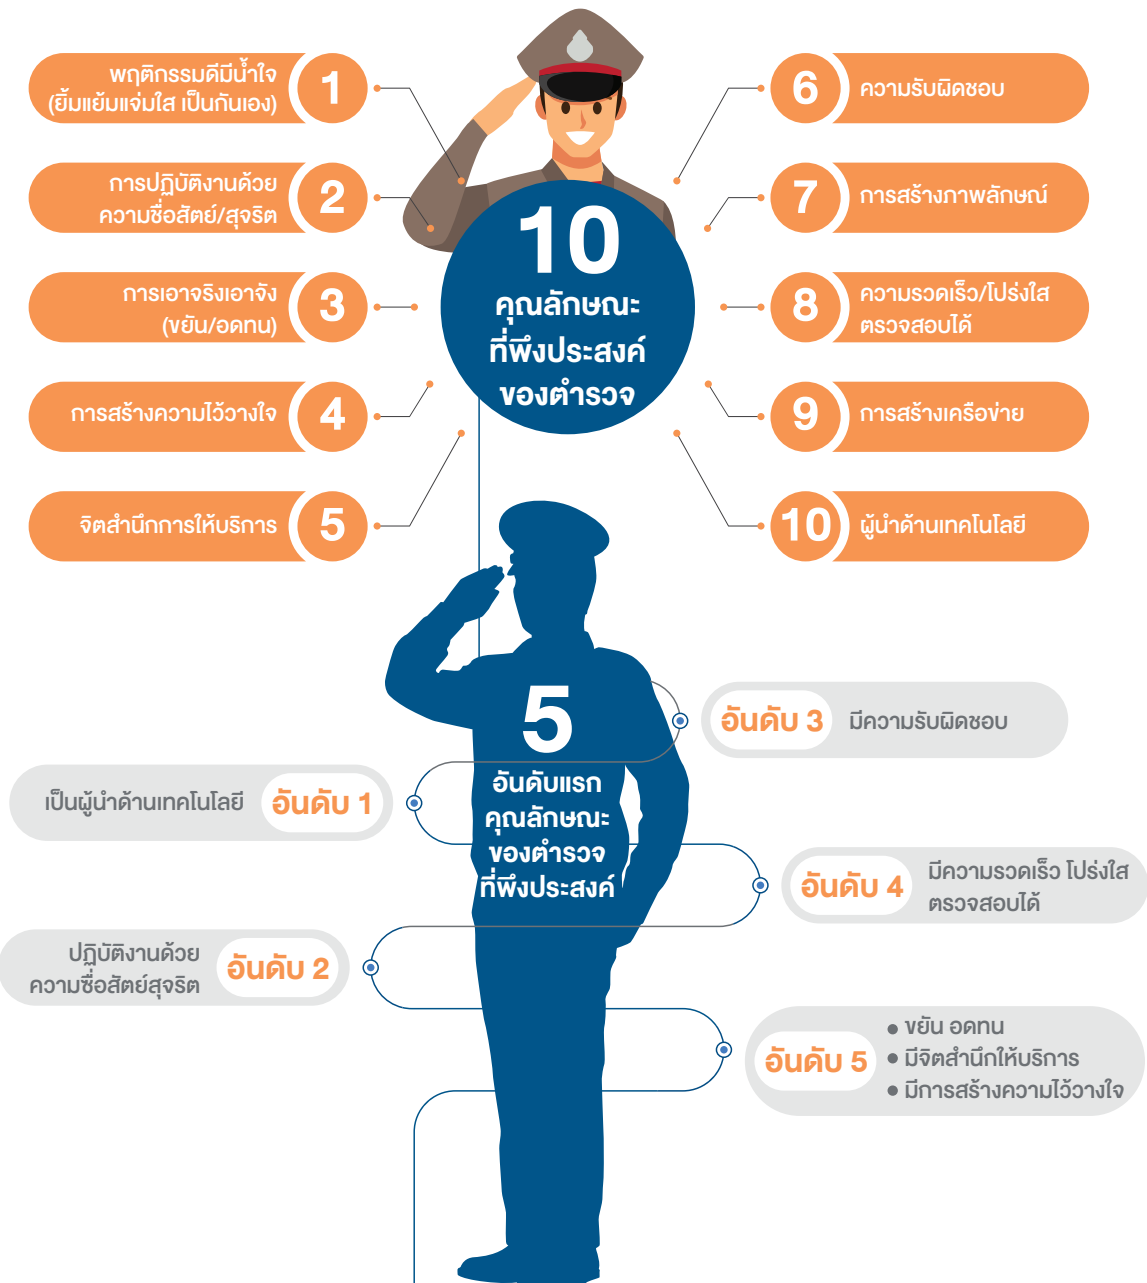 10
คุณลักษณะ
ที่พึงประสงค์
ของตำรวจ
พฤติกรรมดีมีน้ำใจ
(ยิ้มแย้มแจ่มใส เป็นกันเอง)
1
การปฏิบัติงานด้วย
ความซื่อสัตย์/สุจริต
2
การเอาจริงเอาจัง
(ขยัน/อดทน)
3
การสร้างความไว้วางใจ
4
จิตสำนึกการให้บริการ
5
6
ความรับผิดชอบ
7
การสร้างภาพลักษณ์
8
ความรวดเร็ว/โปร่งใส
ตรวจสอบได้
9
การสร้างเครือข่าย
10
ผู้นำด้านเทคโนโลยี
5
อันดับแรก
คุณลักษณะ
ของตำรวจ
ที่พึงประสงค์
เป็นผู้นำด้านเทคโนโลยี
อันดับ 1
ปฏิบัติงานด้วย
ความซื่อสัตย์สุจริต
อันดับ 2
อันดับ 3
มีความรับผิดชอบ
อันดับ 4
มีความรวดเร็ว โปร่งใส
ตรวจสอบได้
อันดับ 5
• ขยัน อดทน
• มีจิตสำนึกให้บริการ
• มีการสร้างความไว้วางใจ